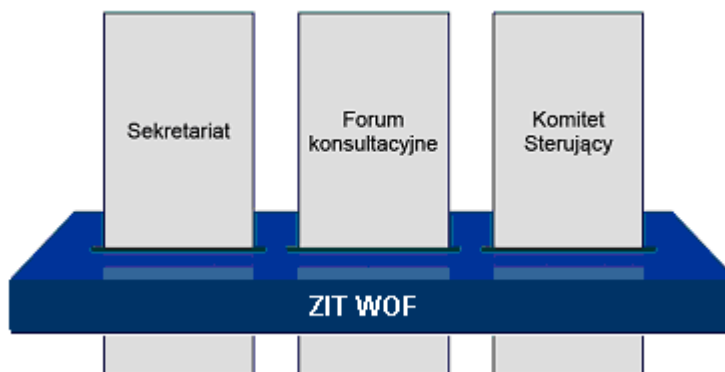 Sekretariat
Forum
konsultacyjne
Komitet
Sterujący
ZIT WOF